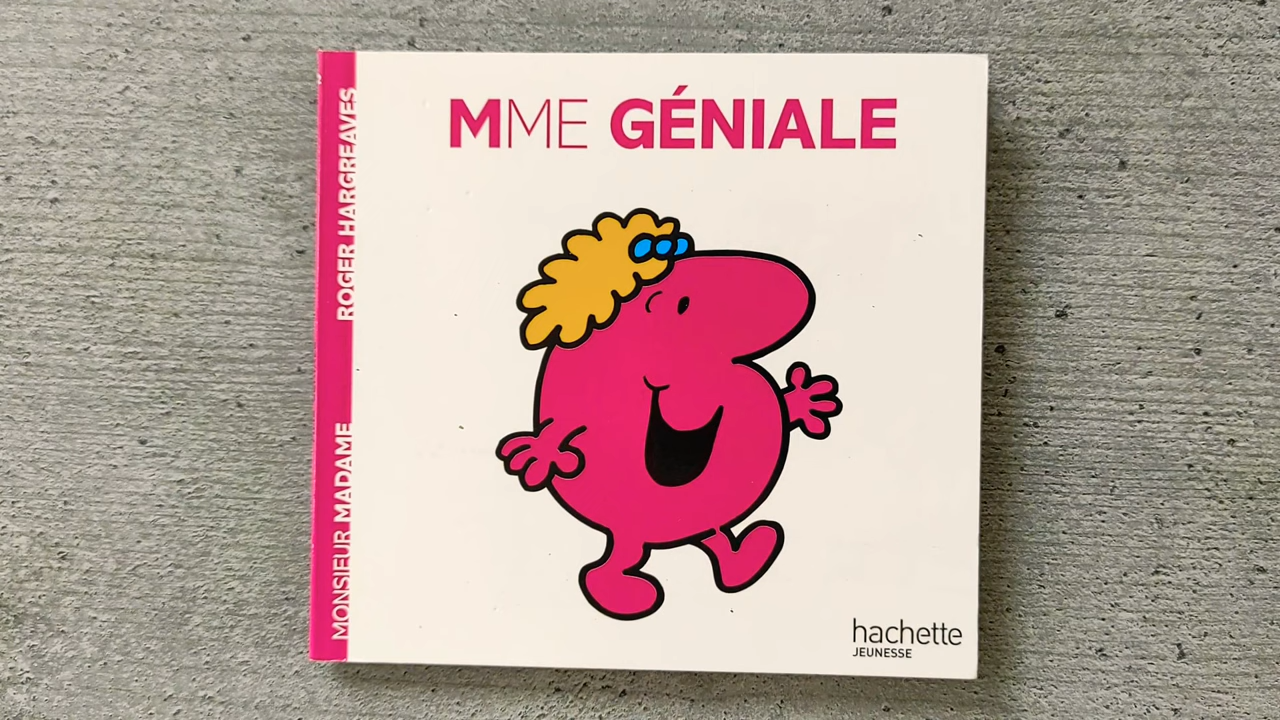 MME GÉNIALE
ROGER HARGREAVES
MONSIEUR MADAME
hachette
JEUNESSE